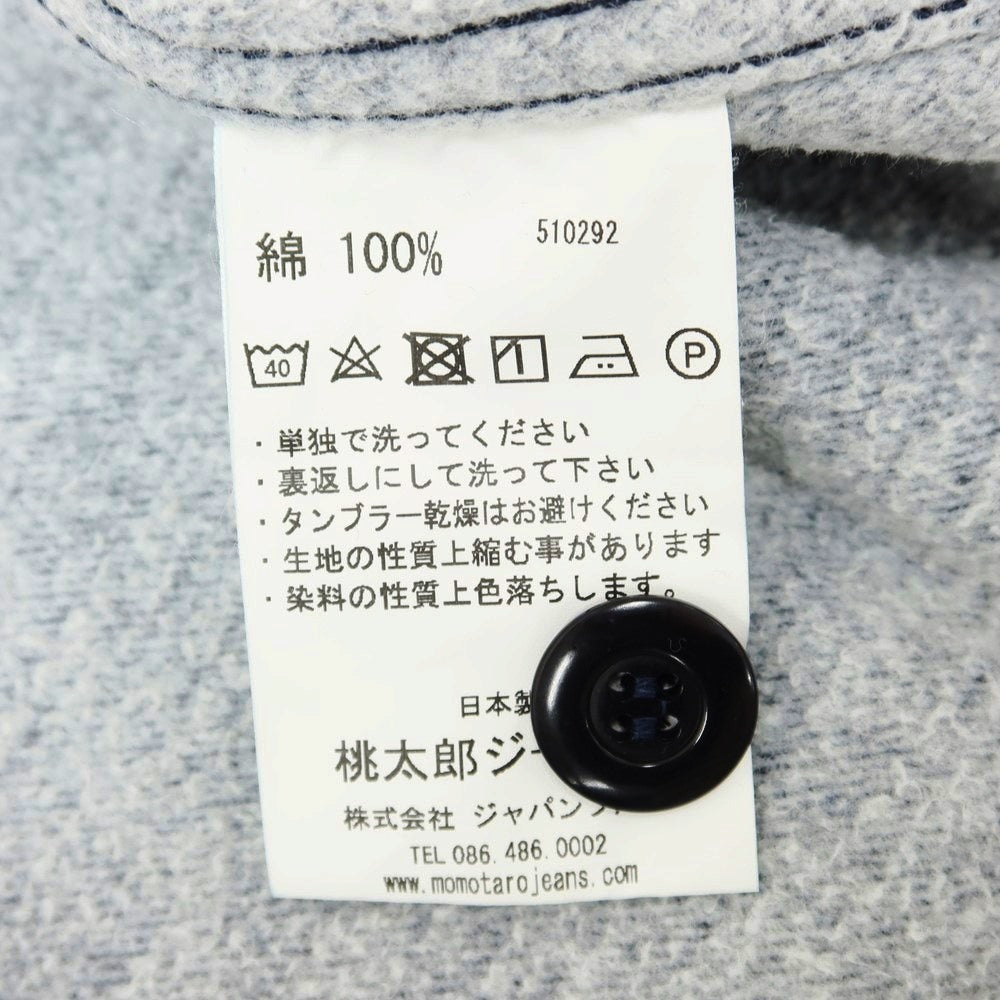 綿 100% 510292
40 P
・単独で洗ってください
・裏返しにして洗って下さい
・タンブラー乾燥はお避けください
・生地の性質上縮む事があります
・染料の性質上色落ちします。
日本製
桃太郎ジ
株式会社 ジャパン
TEL 086.486.0002
www.momotarojeans.com